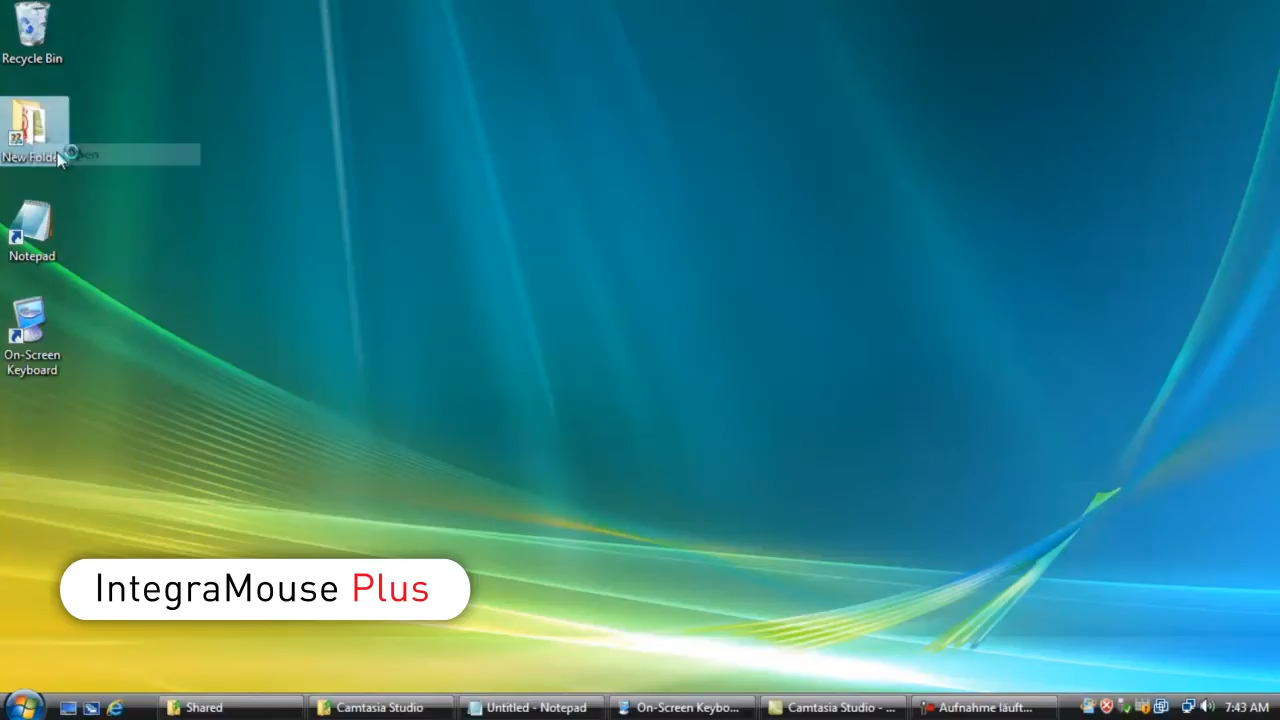 Recycle Bin
New Folde
Open
Notepad
On-Screen
Keyboard
IntegraMouse Plus
Shared
Camtasia Studio
Untitled - Notepad
On-Screen Keybo...
Camtasia Studio - ...
Aufnahme läuft...
7:43 AM